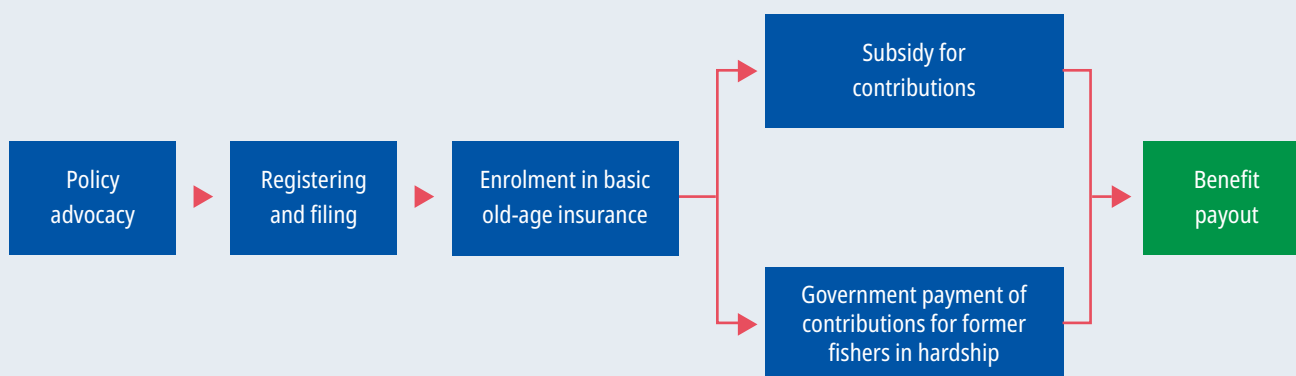 Policy
advocacy
Registering
and filing
Enrolment in basic
old-age insurance
Subsidy for
contributions
Government payment of
contributions for former
fishers in hardship
Benefit
payout